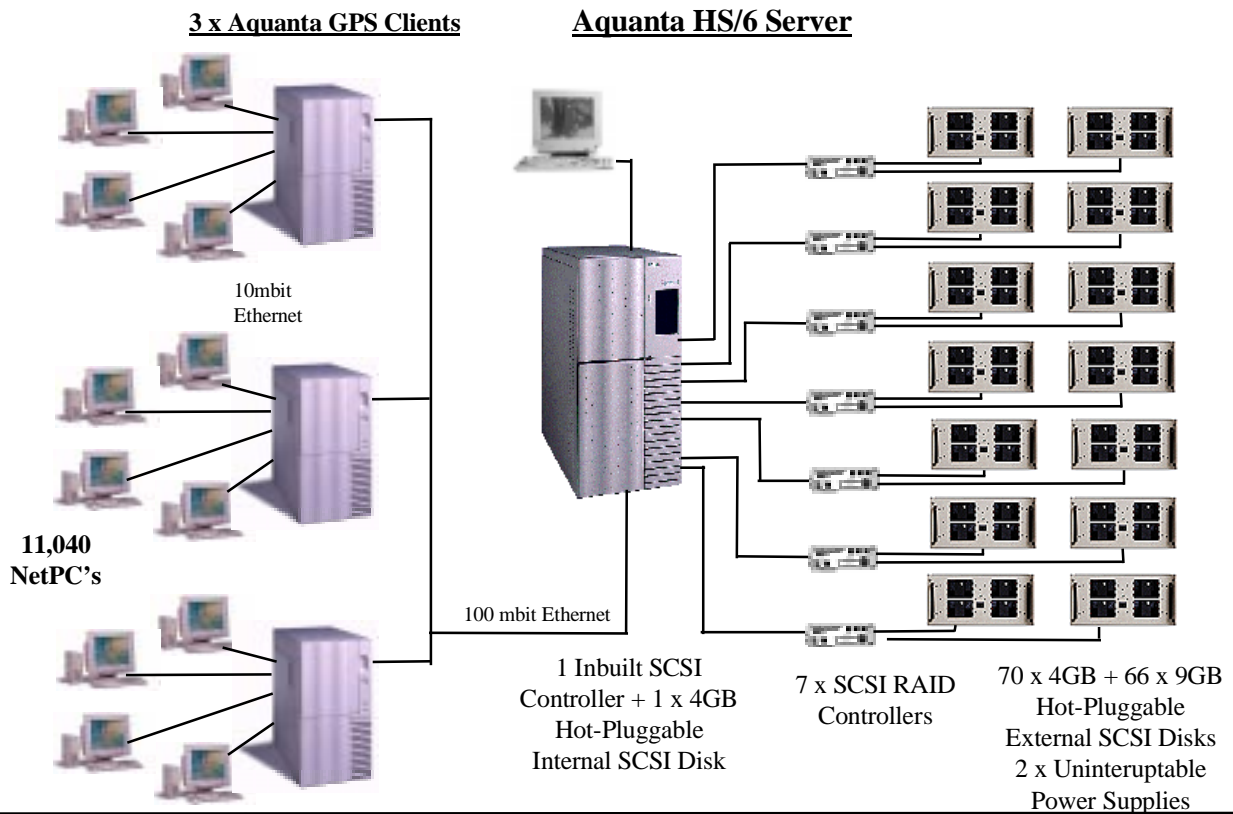 3 x Aquanta GPS Clients
Aquanta HS/6 Server
10mbit
Ethernet
11,040
NetPC's
100 mbit Ethernet
1 Inbuilt SCSI
Controller + 1 x 4GB
Hot-Pluggable
Internal SCSI Disk
7 x SCSI RAID
Controllers
70 x 4GB + 66 x 9GB
Hot-Pluggable
External SCSI Disks
2 x Uninteruptable
Power Supplies